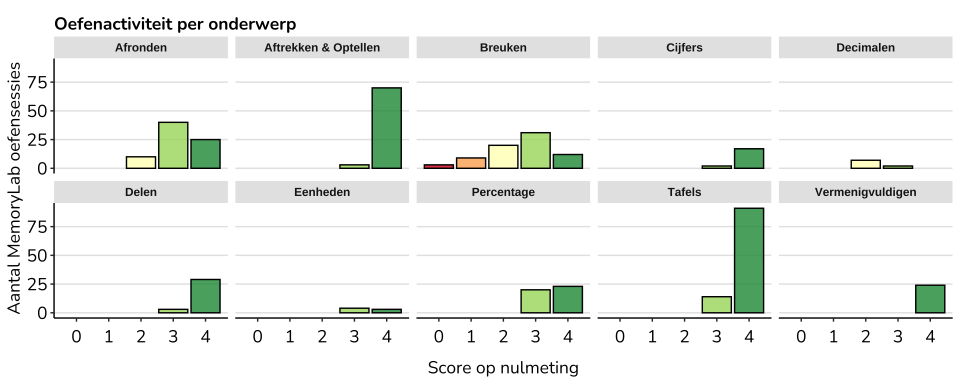 Oefenactiviteit per onderwerp
Afronden Aftrekken & Optellen Breuken Cijfers Decimalen
75
50
25
0
Delen Eenheden Percentage Tafels Vermenigvuldigen
75
50
25
0
0 1 2 3 4 0 1 2 3 4 0 1 2 3 4 0 1 2 3 4 0 1 2 3 4
Score op nulmeting
Aantal MemoryLab oefensessies